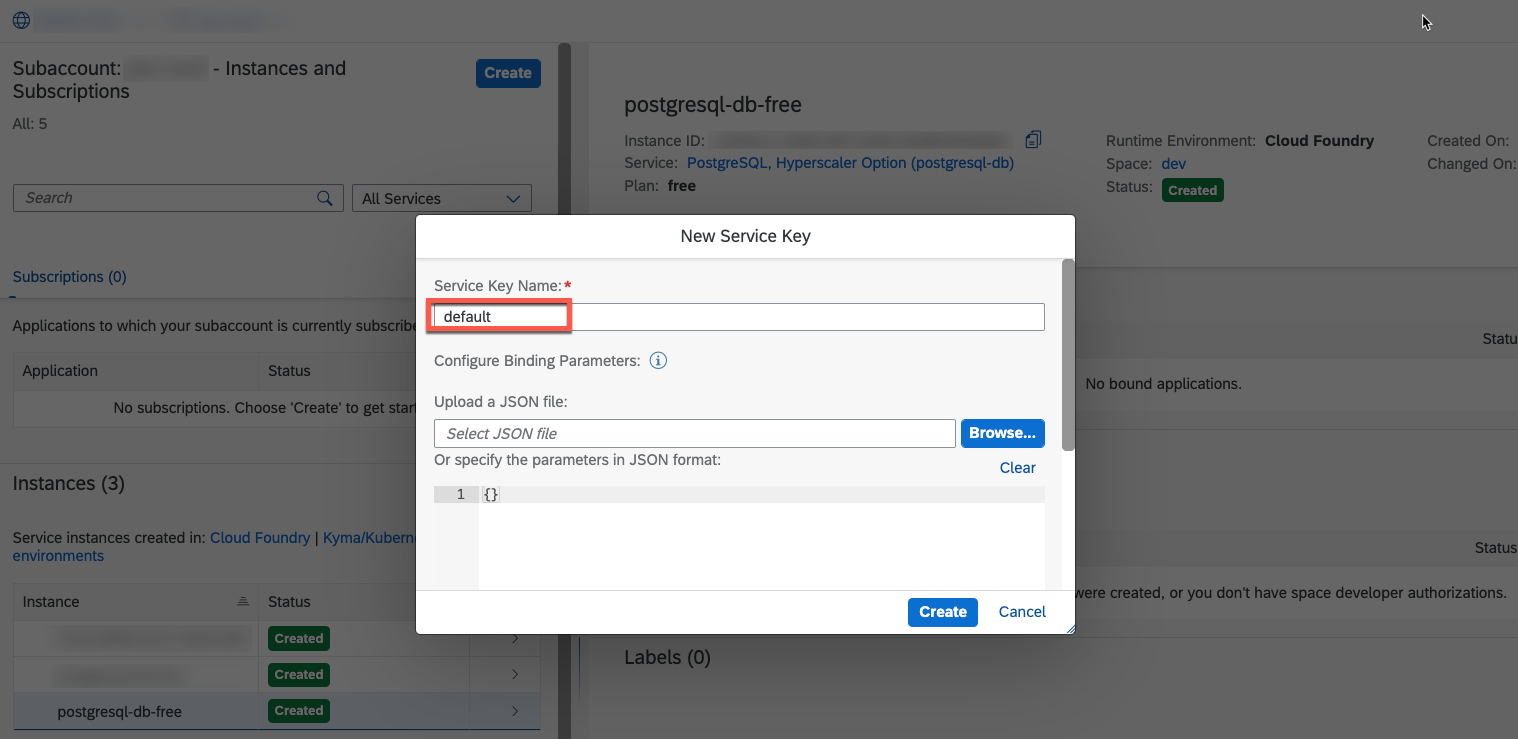 Subaccount: - Instances and
Subscriptions
Create
All: 5
Search
All Services
Subscriptions (0)
Applications to which your subaccount is currently subscribe
Application
Status
No subscriptions. Choose 'Create' to get start
Instances (3)
Service instances created in: Cloud Foundry | Kyma/Kuberne
environments
Instance
Status
Created
Created
postgresql-db-free
Created
postgresql-db-free
Instance ID:
Service: PostgreSQL, Hyperscaler Option (postgresql-db)
Plan: free
Runtime Environment: Cloud Foundry
Space: dev
Status: Created
Created On:
Changed On:
New Service Key
Service Key Name:*
default
Configure Binding Parameters:
Upload a JSON file:
Select JSON file
Browse...
Or specify the parameters in JSON format:
Clear
1 {}
Create
Cancel
Statu
No bound applications.
Status
were created, or you don't have space developer authorizations.
Labels (0)